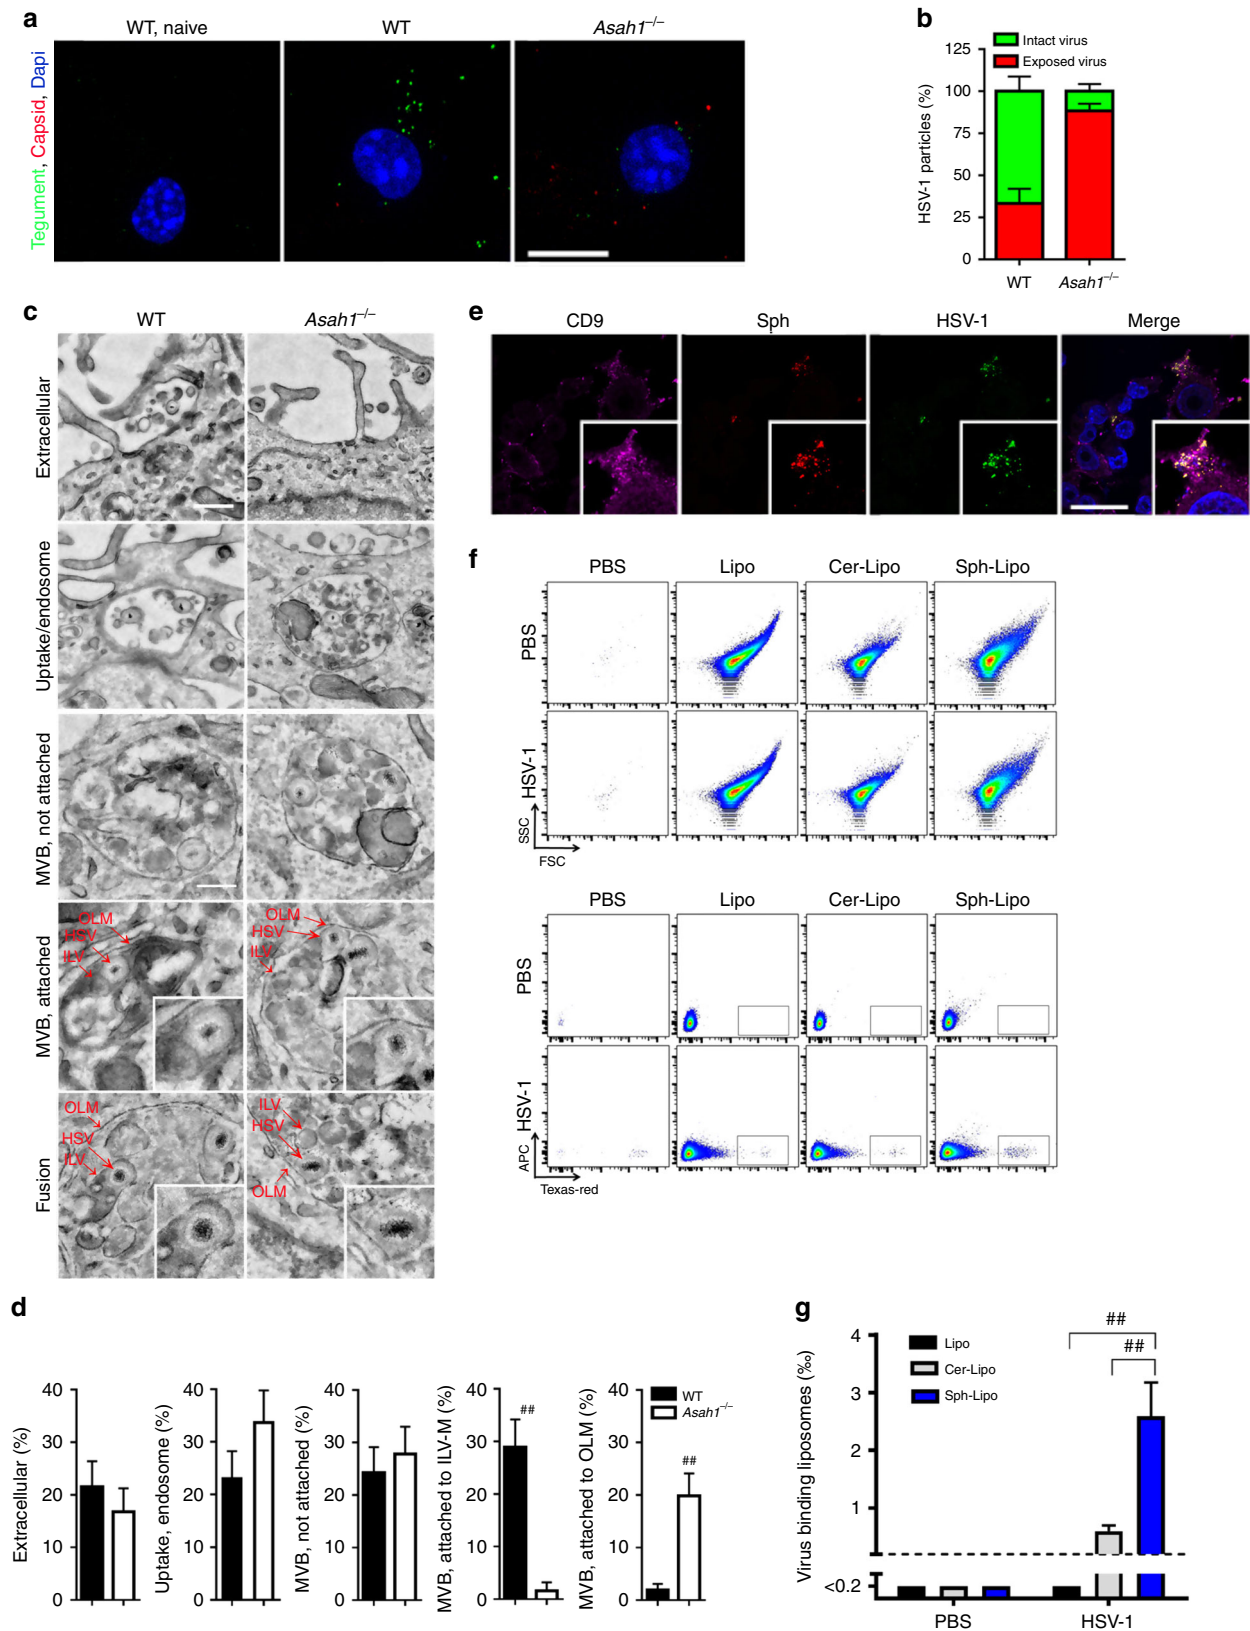 a
WT, naive
WT
Asah1–/–
Tegument, Capsid, Dapi
b
Intact virus
Exposed virus
HSV-1 particles (%)
125
100
75
50
25
0
WT
Asah1–/–
c
WT
Asah1–/–
Extracellular
Uptake/endosome
MVB, not attached
MVB, attached
OLM
HSV
ILV
OLM
HSV
ILV
Fusion
OLM
HSV
ILV
ILV
HSV
OLM
e
CD9
Sph
HSV-1
Merge
f
PBS
Lipo
Cer-Lipo
Sph-Lipo
PBS
HSV-1
SSC
FSC
PBS
Lipo
Cer-Lipo
Sph-Lipo
PBS
HSV-1
APC
Texas-red
d
Extracellular (%)
40
30
20
10
0
Uptake, endosome (%)
40
30
20
10
0
MVB, not attached (%)
40
30
20
10
0
MVB, attached to ILV-M (%)
40
30
20
10
0
##
MVB, attached to OLM (%)
40
30
20
10
0
WT
Asah1–/–
##
g
Virus binding liposomes (‰)
4
3
2
1
<0.2
Lipo
Cer-Lipo
Sph-Lipo
##
##
PBS
HSV-1